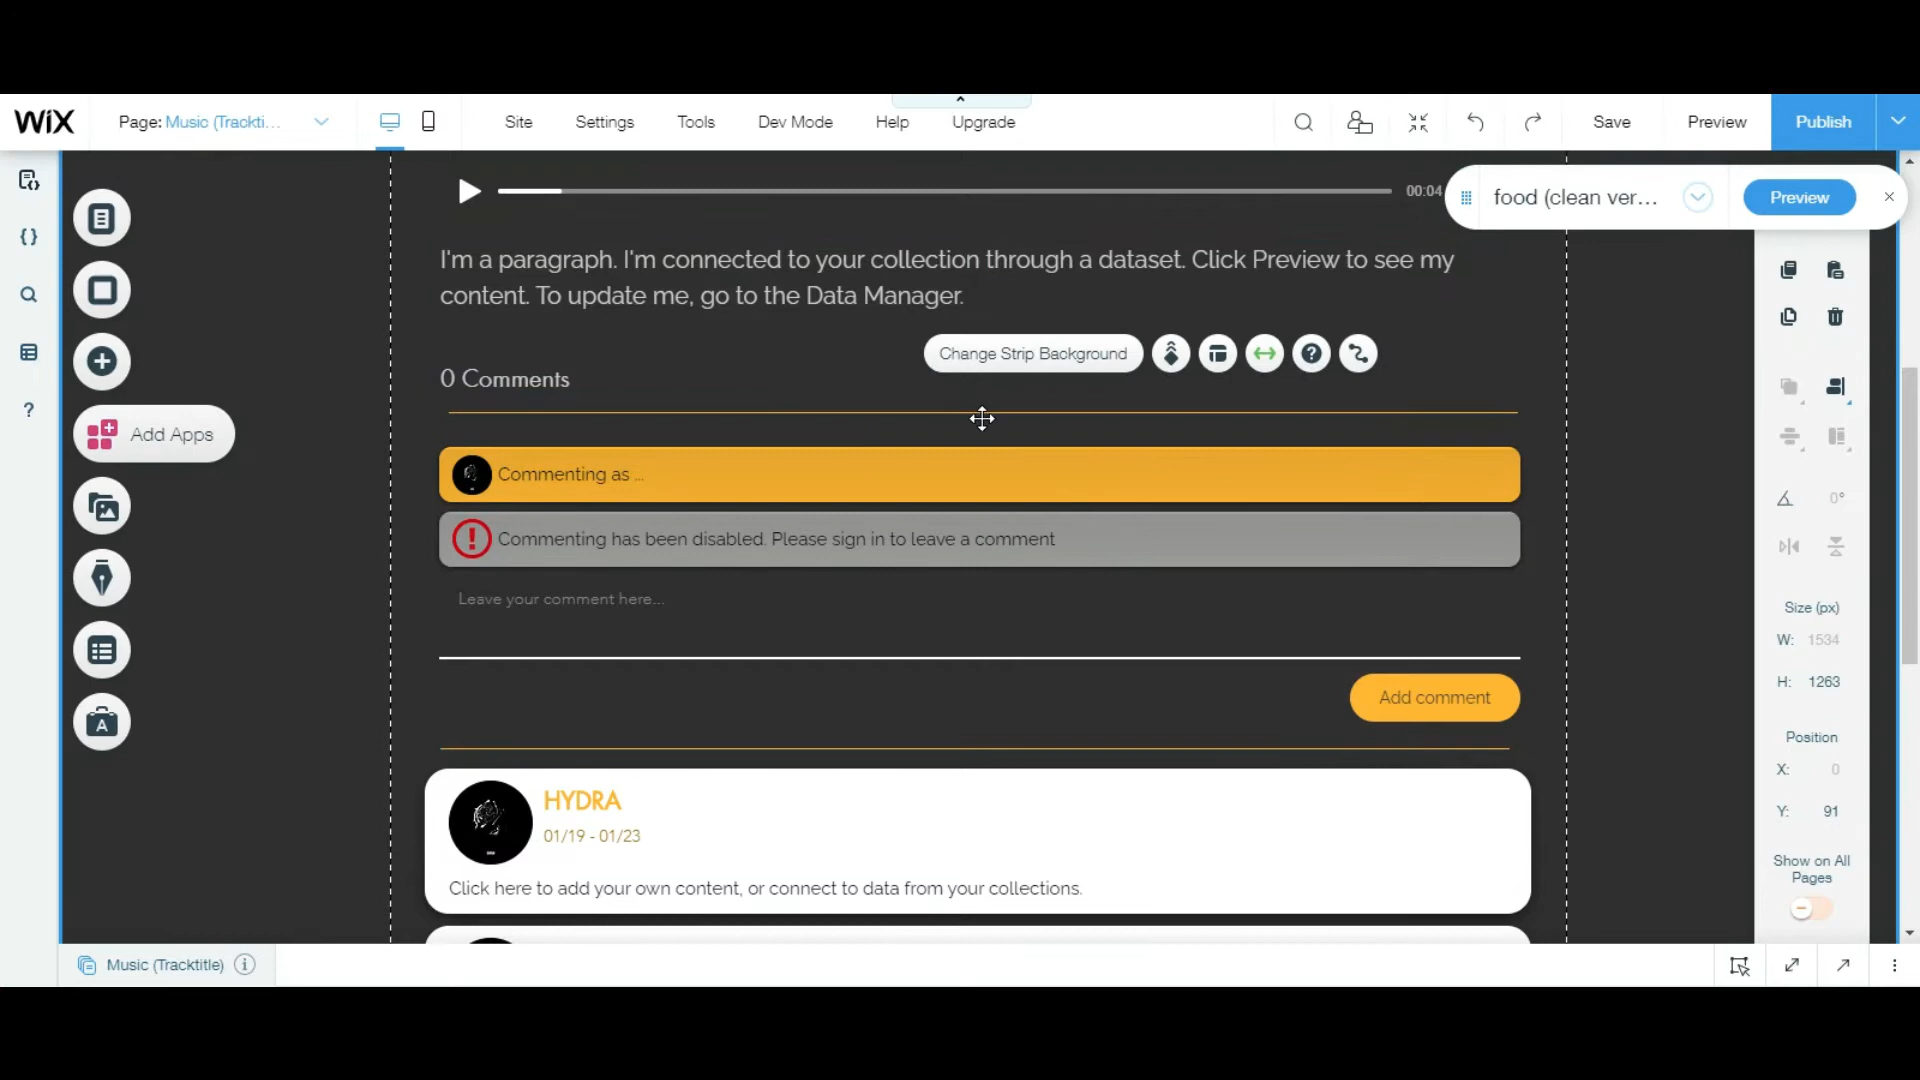 WiX
Page: Music (Trackti...
Site
Settings
Tools
Dev Mode
Help
Upgrade
Save
Preview
Publish
00:04
food (clean ver...
Preview
I'm a paragraph. I'm connected to your collection through a dataset. Click Preview to see my
content. To update me, go to the Data Manager.
Change Strip Background
0 Comments
Add Apps
Commenting as ...
Commenting has been disabled. Please sign in to leave a comment
Leave your comment here...
Add comment
HYDRA
01/19 - 01/23
Click here to add your own content, or connect to data from your collections.
0°
Size (px)
W: 1534
H: 1263
Position
X: 0
Y: 91
Show on All
Pages
Music (Tracktitle)